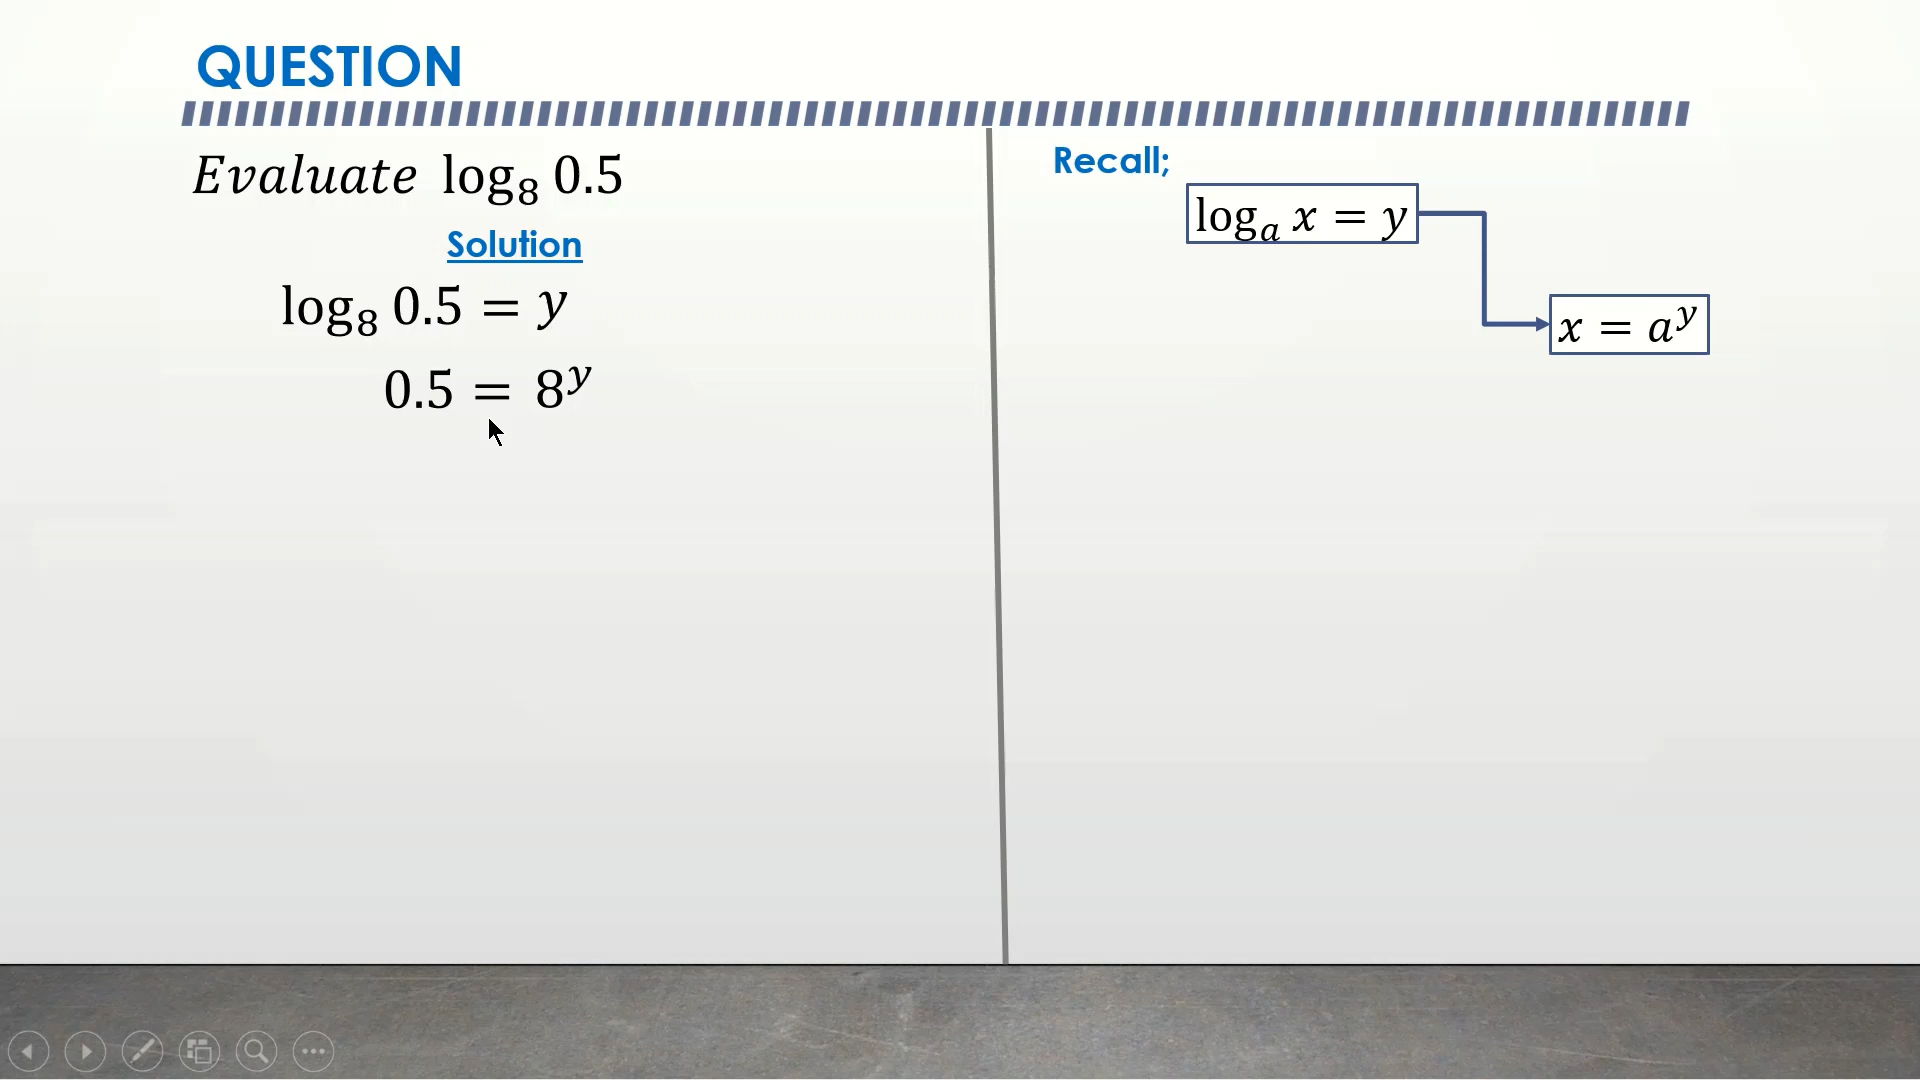 QUESTION
Evaluate log₈ 0.5
Solution
log₈ 0.5 = y
0.5 = 8ʸ
Recall;
logₐ x = y
x = aʸ